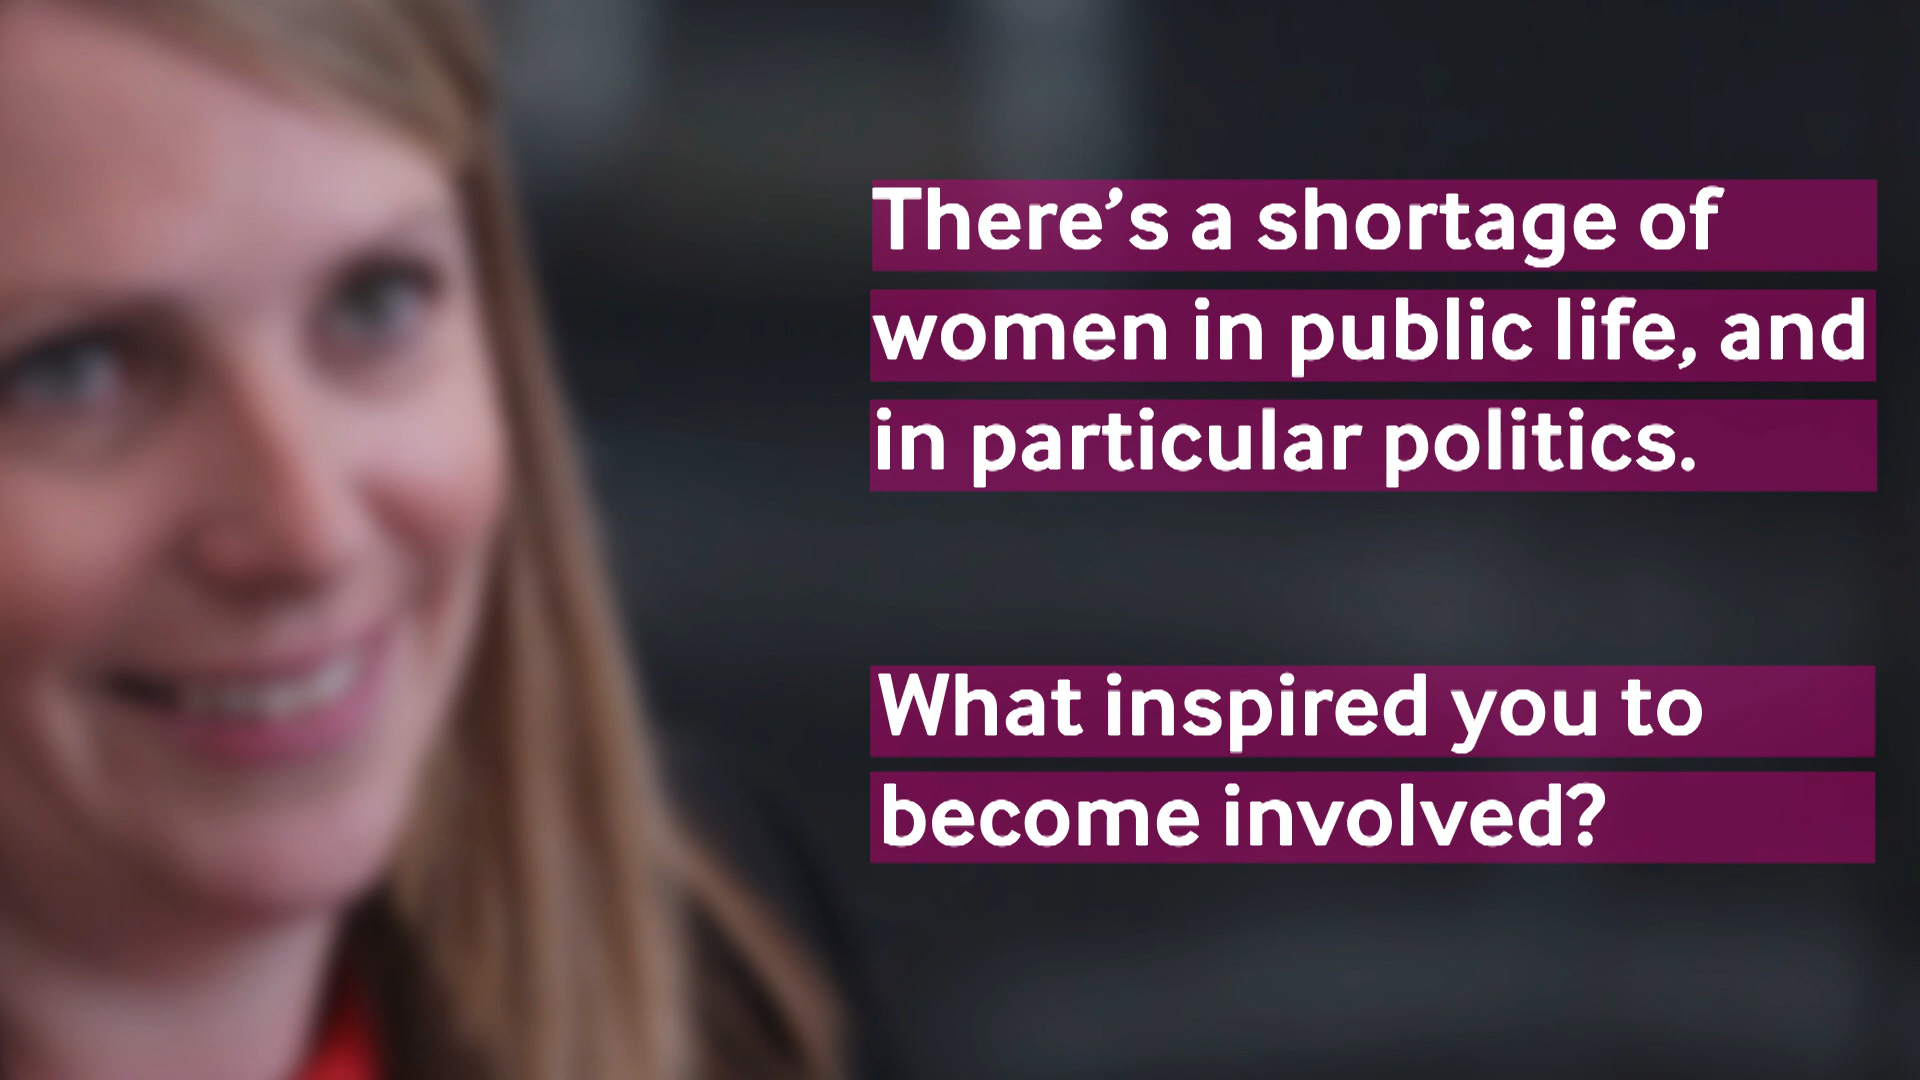 There’s a shortage of
women in public life, and
in particular politics.
What inspired you to
become involved?